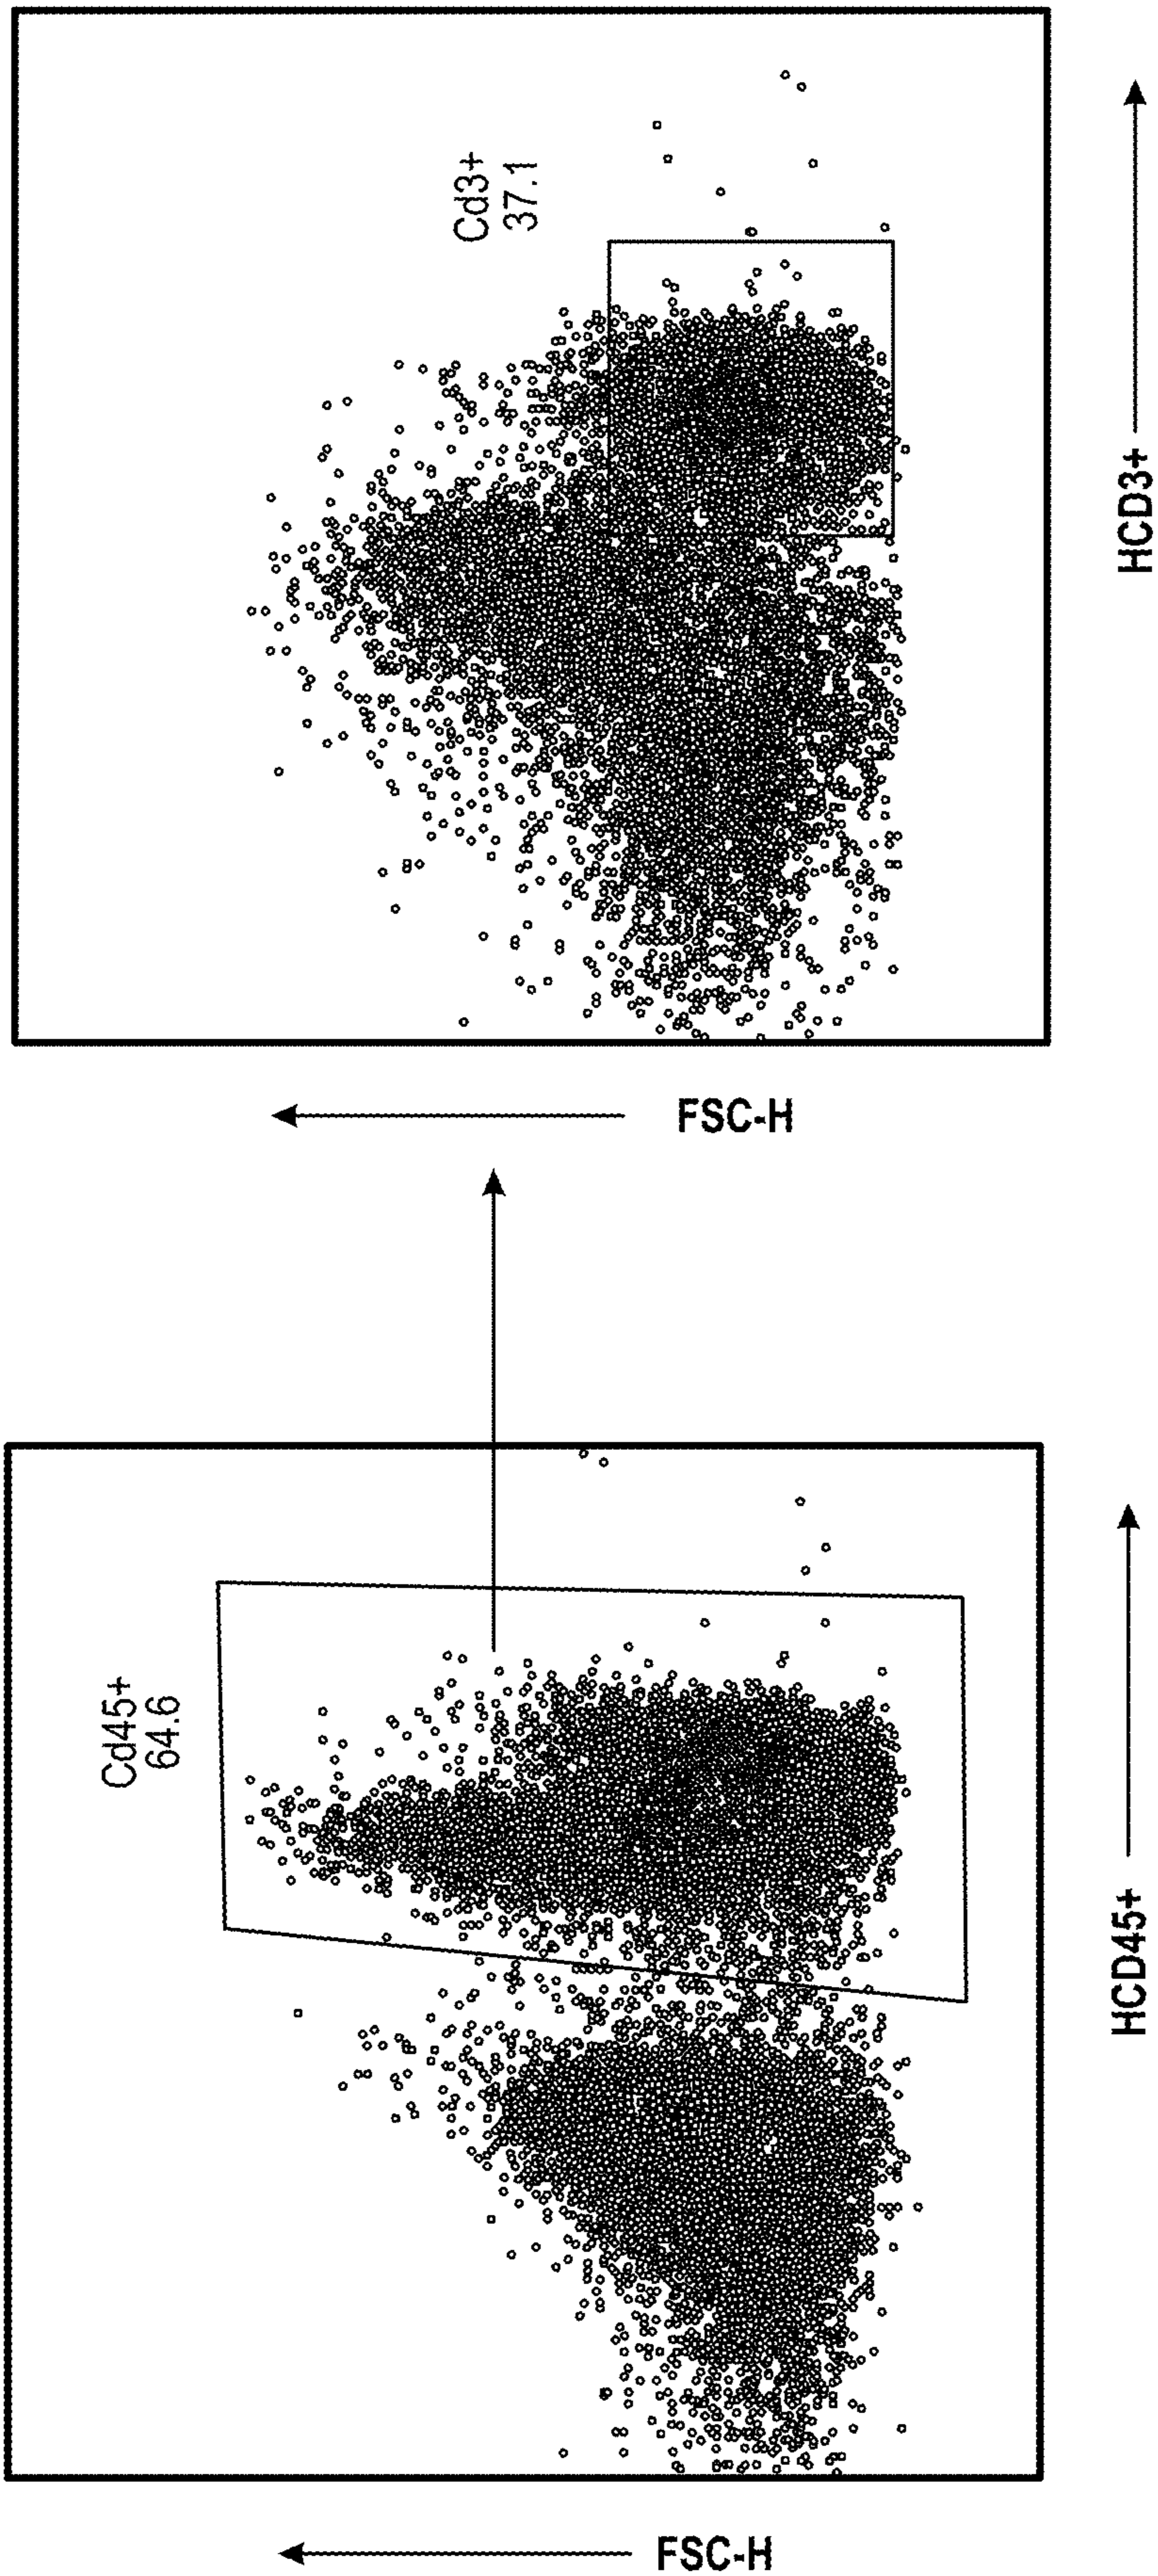 FSC-H
Cd45+
64.6
HCD45+
FSC-H
Cd3+
37.1
HCD3+